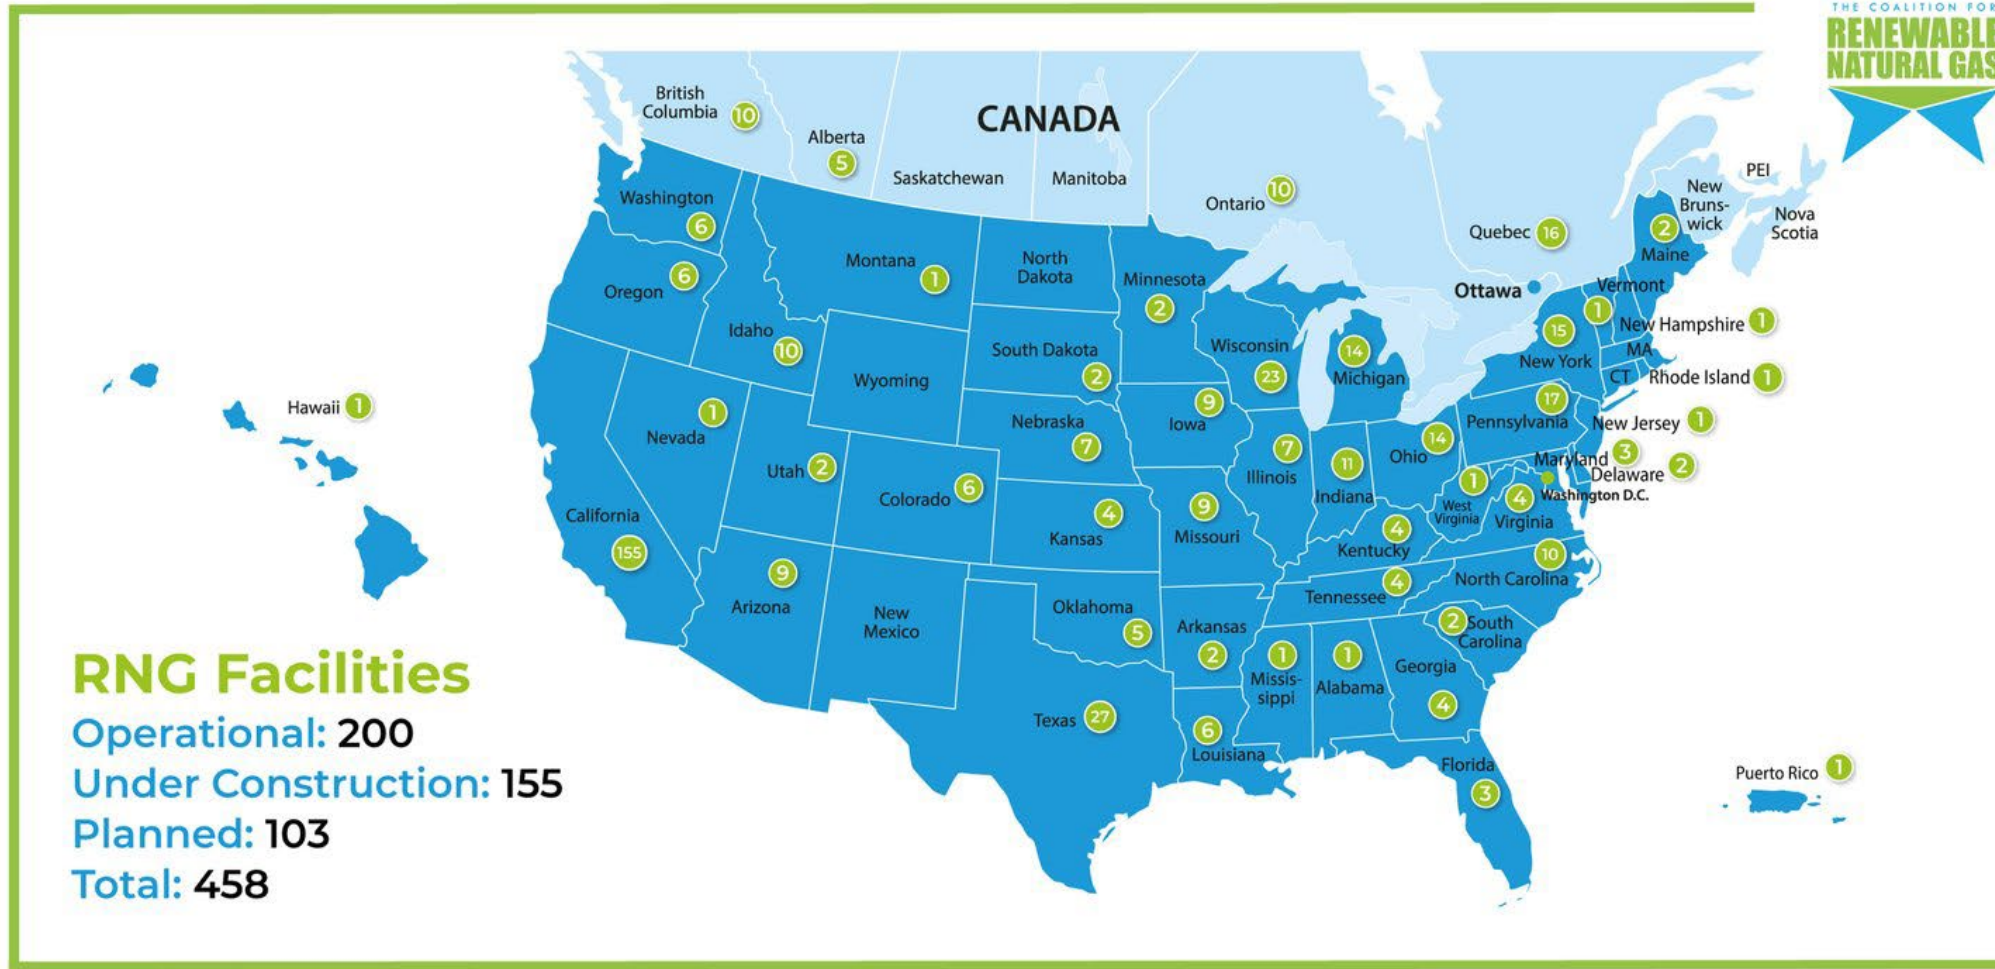 THE COALITION FOR
RENEWABLE
NATURAL GAS
CANADA
British
Columbia
10
Alberta
5
Saskatchewan
Manitoba
Ontario
10
Quebec
16
PEI
New
Bruns-
wick
Nova
Scotia
Ottawa
Washington
6
Oregon
6
Montana
1
North
Dakota
Minnesota
2
Maine
2
Vermont
1
New Hampshire
1
Idaho
10
Wyoming
South Dakota
2
Wisconsin
23
Michigan
14
New York
15
MA
CT
Rhode Island
1
Hawaii
1
Nevada
1
Utah
2
Colorado
6
Nebraska
7
Iowa
9
Illinois
7
Indiana
11
Ohio
14
Pennsylvania
17
New Jersey
1
Maryland
3
Delaware
2
Washington D.C.
California
155
Kansas
4
Missouri
9
Kentucky
4
West
Virginia
1
Virginia
4
Arizona
9
New
Mexico
Oklahoma
5
Arkansas
2
Tennessee
4
North Carolina
10
South
Carolina
2
Texas
27
Louisiana
6
Missis-
sippi
1
Alabama
1
Georgia
4
Florida
3
Puerto Rico
1
RNG Facilities
Operational: 200
Under Construction: 155
Planned: 103
Total: 458